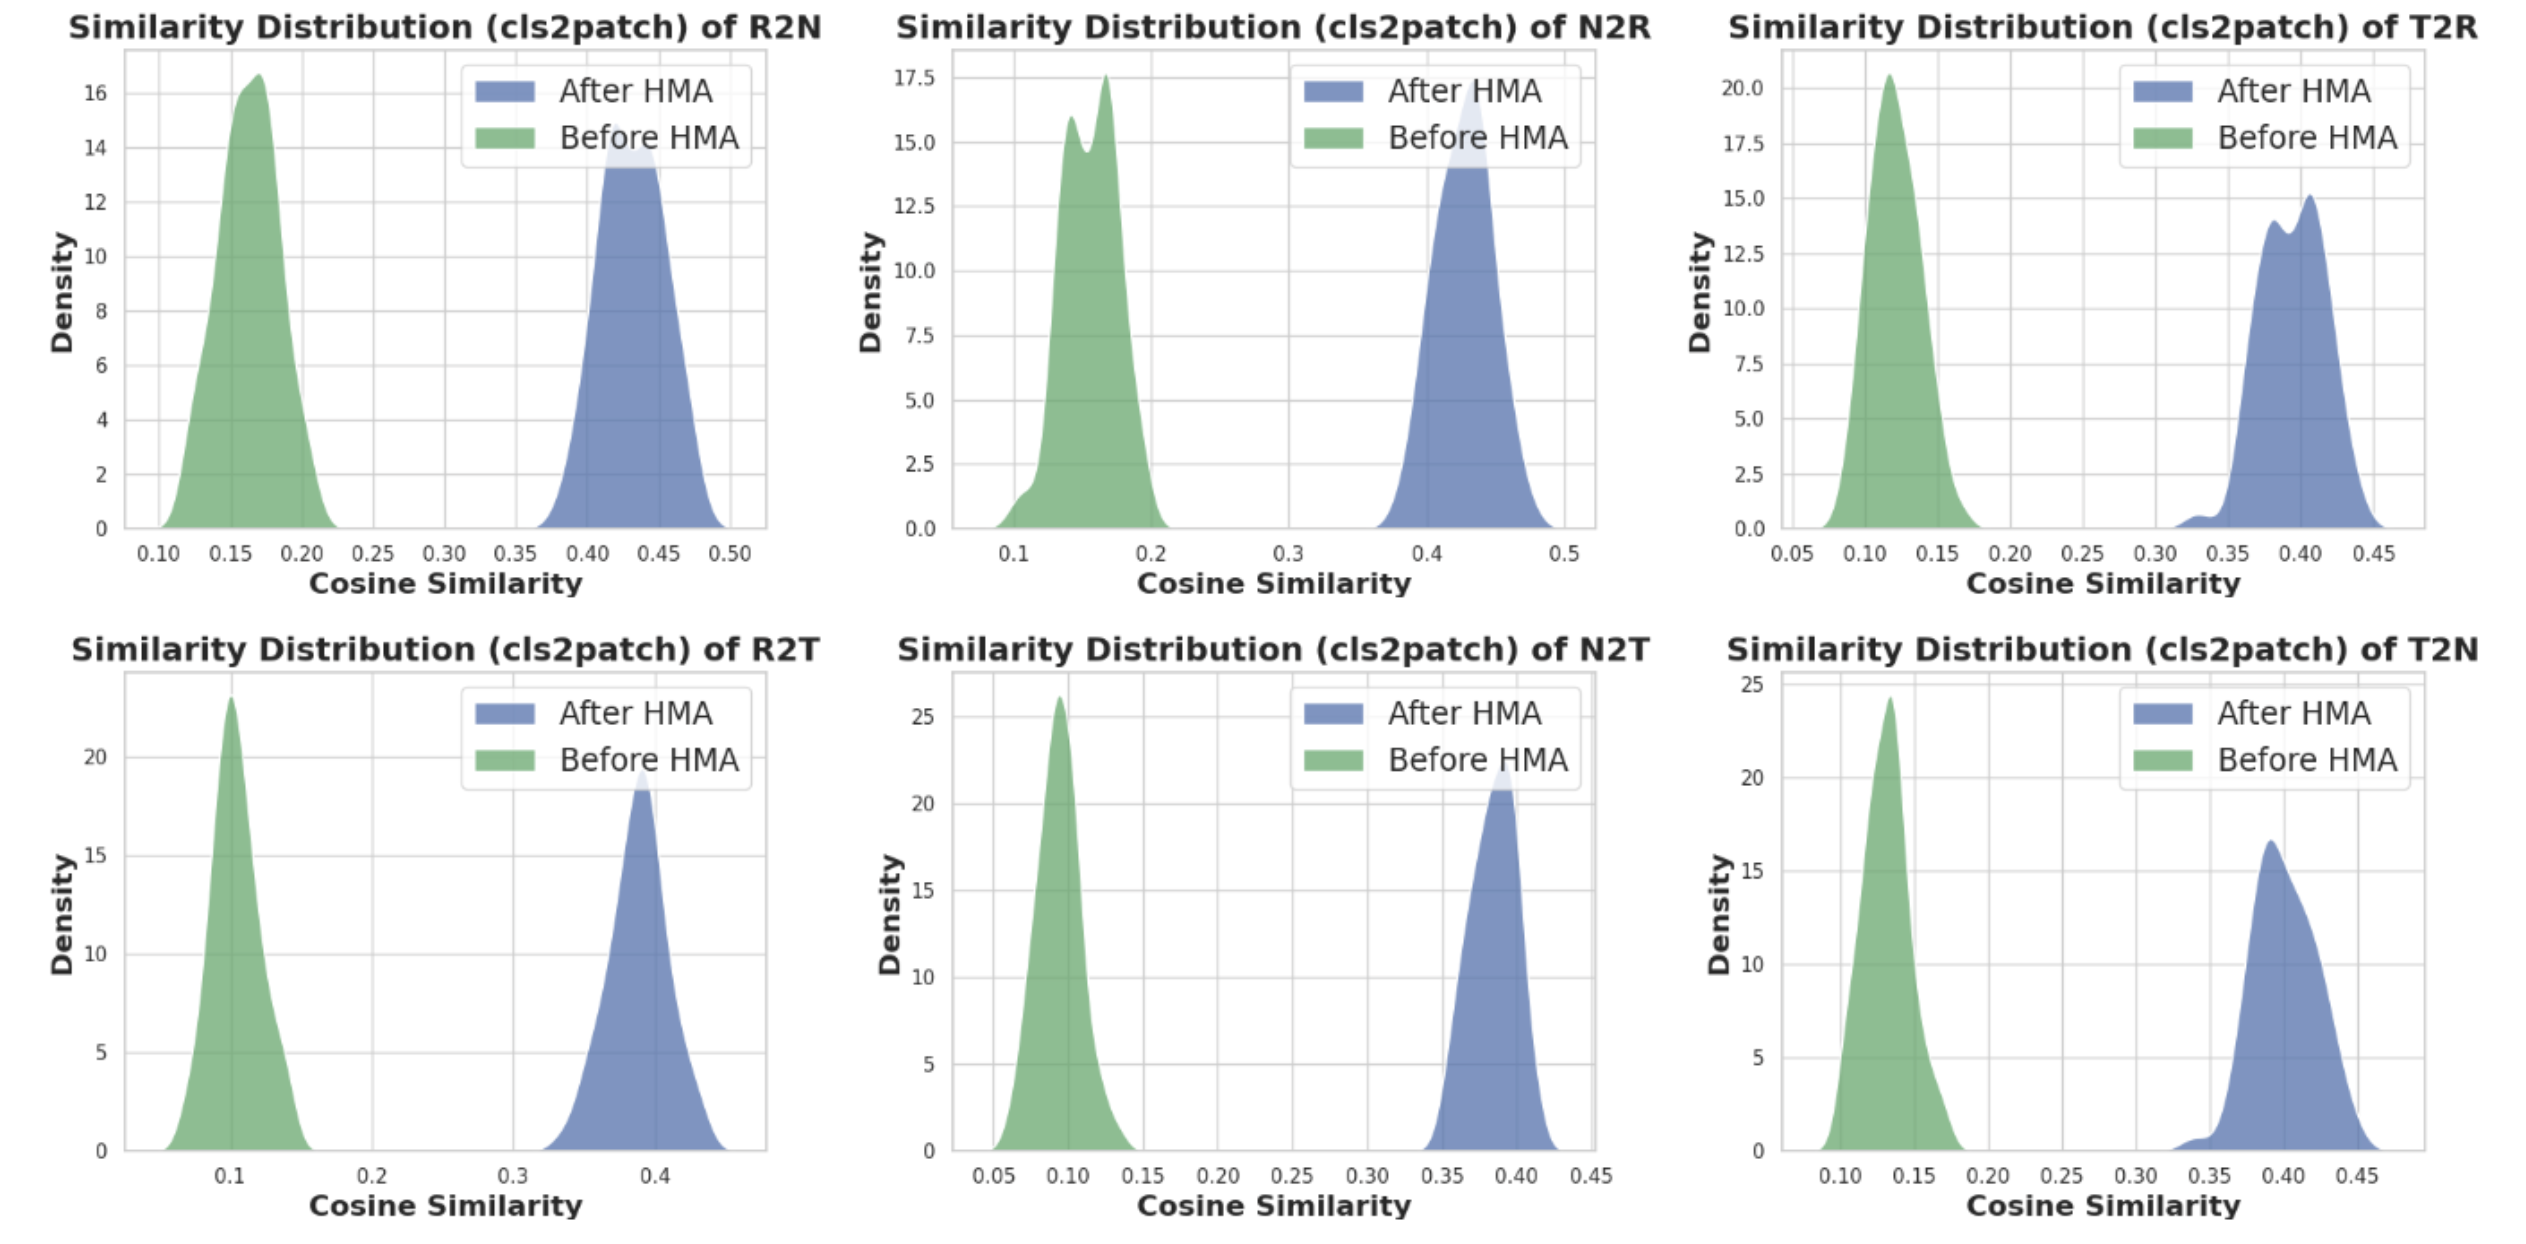 Similarity Distribution (cls2patch) of R2N
After HMA
Before HMA
Density
16
14
12
10
8
6
4
2
0
0.10 0.15 0.20 0.25 0.30 0.35 0.40 0.45 0.50
Cosine Similarity
Similarity Distribution (cls2patch) of N2R
After HMA
Before HMA
Density
17.5
15.0
12.5
10.0
7.5
5.0
2.5
0.0
0.1 0.2 0.3 0.4 0.5
Cosine Similarity
Similarity Distribution (cls2patch) of T2R
After HMA
Before HMA
Density
20.0
17.5
15.0
12.5
10.0
7.5
5.0
2.5
0.0
0.05 0.10 0.15 0.20 0.25 0.30 0.35 0.40 0.45
Cosine Similarity
Similarity Distribution (cls2patch) of R2T
After HMA
Before HMA
Density
20
15
10
5
0
0.1 0.2 0.3 0.4
Cosine Similarity
Similarity Distribution (cls2patch) of N2T
After HMA
Before HMA
Density
25
20
15
10
5
0
0.05 0.10 0.15 0.20 0.25 0.30 0.35 0.40 0.45
Cosine Similarity
Similarity Distribution (cls2patch) of T2N
After HMA
Before HMA
Density
25
20
15
10
5
0
0.10 0.15 0.20 0.25 0.30 0.35 0.40 0.45
Cosine Similarity